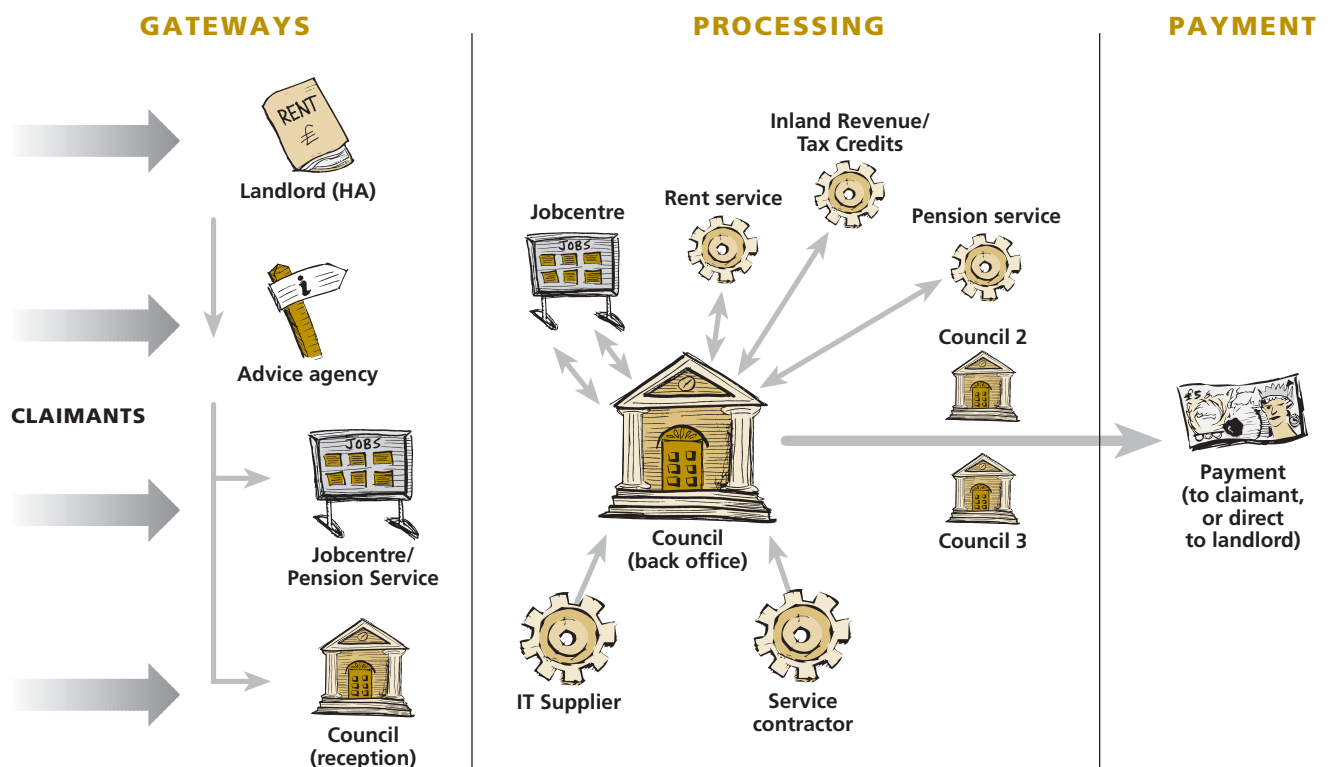 GATEWAYS
PROCESSING
PAYMENT
RENT
£
Landlord (HA)
i
Advice agency
CLAIMANTS
JOBS
Jobcentre/
Pension Service
Council
(reception)
Jobcentre
JOBS
Rent service
Inland Revenue/
Tax Credits
Pension service
Council 2
Council 3
Council
(back office)
IT Supplier
Service
contractor
£5
Payment
(to claimant,
or direct
to landlord)